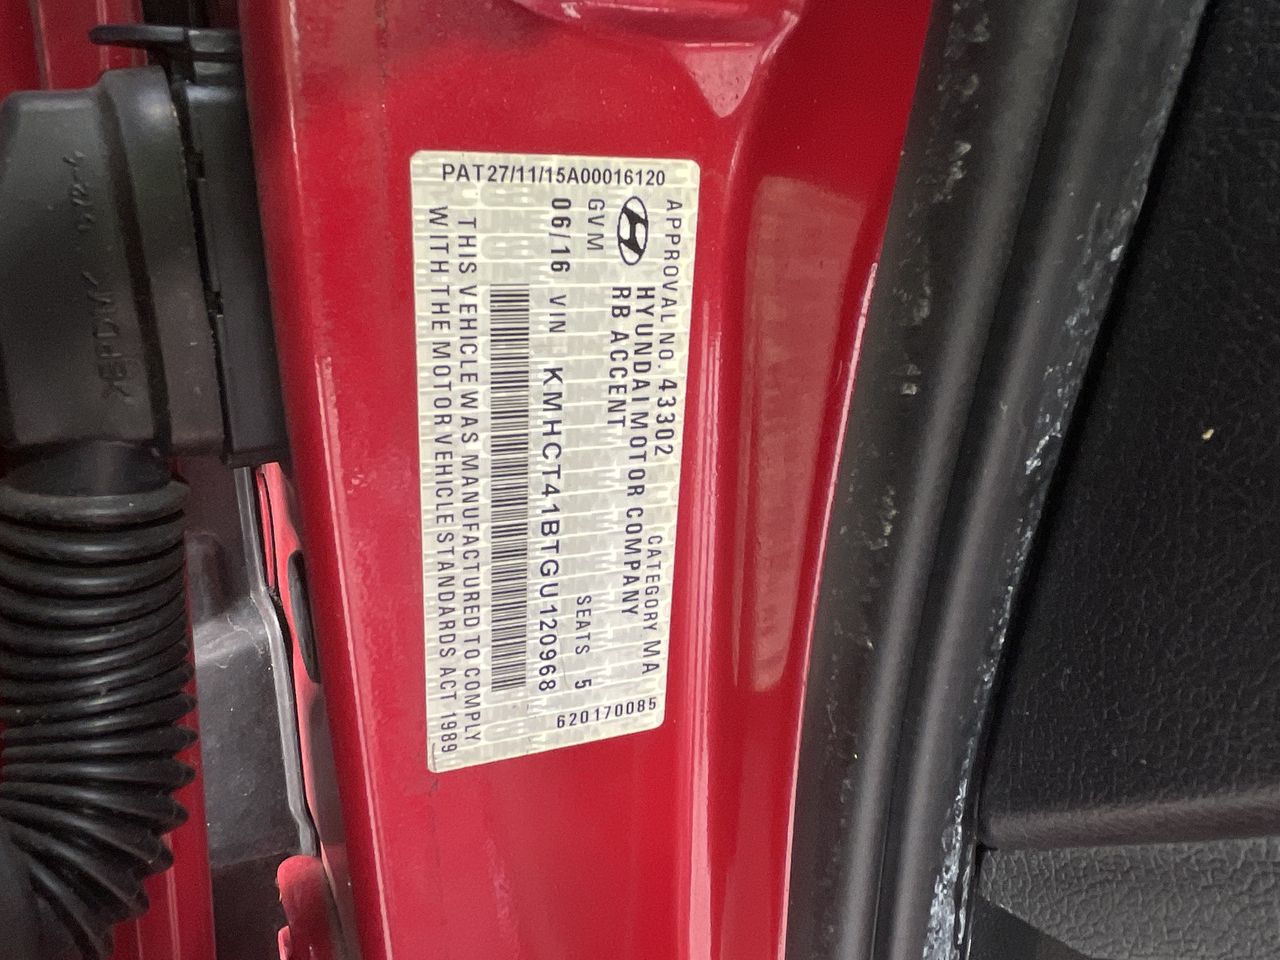 PAT27/11/15A00016120
APPROVAL NO. 43302 CATEGORY MA
HYUNDAI MOTOR COMPANY
RB ACCENT
GVM SEATS 5
06/16 VIN KMHCT41BTGU120968
THIS VEHICLE WAS MANUFACTURED TO COMPLY
WITH THE MOTOR VEHICLE STANDARDS ACT 1989
620170085